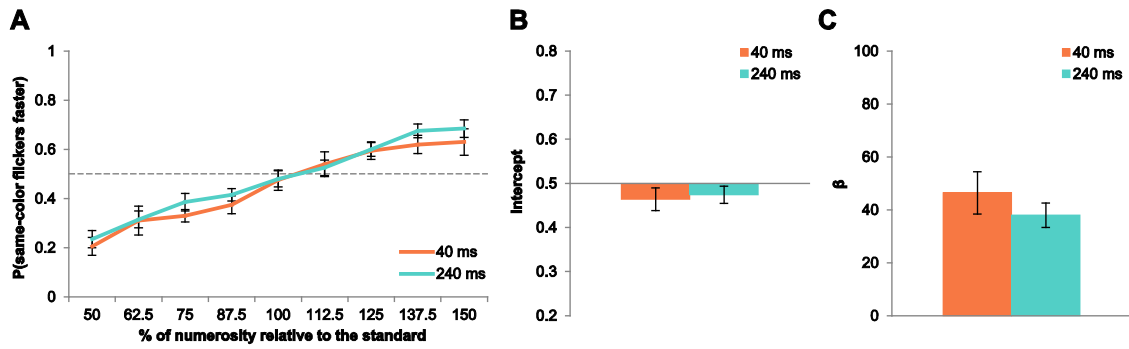 A
P(same-color flickers faster)
1
0.8
0.6
0.4
0.2
0
50 62.5 75 87.5 100 112.5 125 137.5 150
% of numerosity relative to the standard
40 ms
240 ms
B
Intercept
0.8
0.7
0.6
0.5
0.4
0.3
0.2
40 ms
240 ms
C
β
100
80
60
40
20
0
40 ms
240 ms